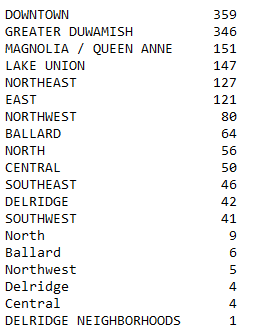 DOWNTOWN 359
GREATER DUWAMISH 346
MAGNOLIA / QUEEN ANNE 151
LAKE UNION 147
NORTHEAST 127
EAST 121
NORTHWEST 80
BALLARD 64
NORTH 56
CENTRAL 50
SOUTHEAST 46
DELRIDGE 42
SOUTHWEST 41
North 9
Ballard 6
Northwest 5
Delridge 4
Central 4
DELRIDGE NEIGHBORHOODS 1